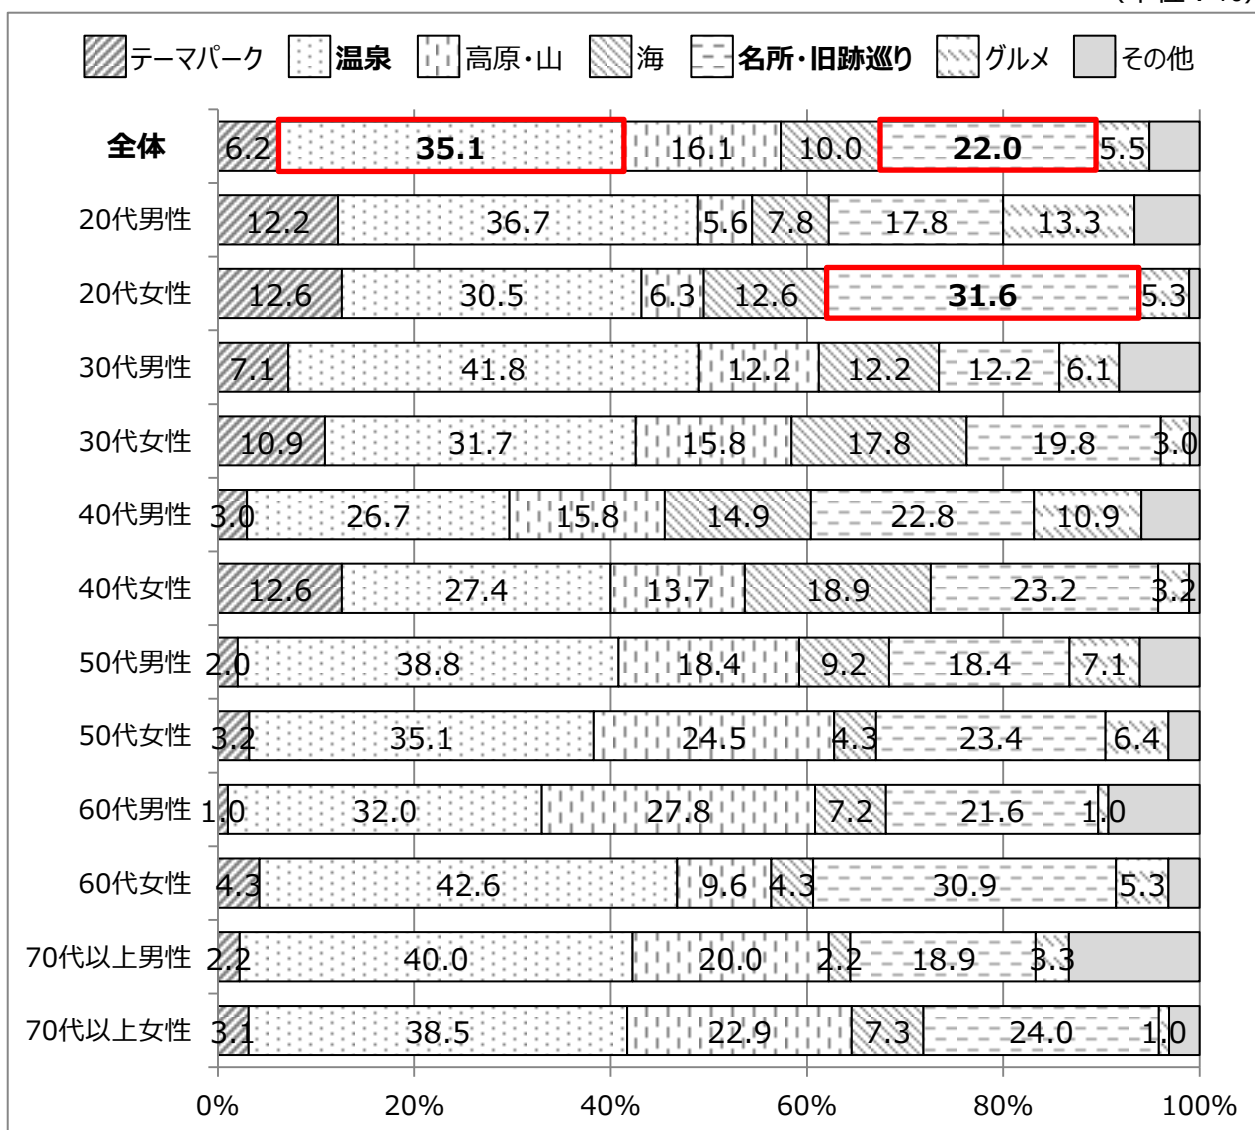 テーマパーク 温泉 高原・山 海 名所・旧跡巡り グルメ その他
全体 6.2 35.1 16.1 10.0 22.0 5.5
20代男性 12.2 36.7 5.6 7.8 17.8 13.3
20代女性 12.6 30.5 6.3 12.6 31.6 5.3
30代男性 7.1 41.8 12.2 12.2 12.2 6.1
30代女性 10.9 31.7 15.8 17.8 19.8 3.0
40代男性 3.0 26.7 15.8 14.9 22.8 10.9
40代女性 12.6 27.4 13.7 18.9 23.2 3.2
50代男性 2.0 38.8 18.4 9.2 18.4 7.1
50代女性 3.2 35.1 24.5 4.3 23.4 6.4
60代男性 1.0 32.0 27.8 7.2 21.6 1.0
60代女性 4.3 42.6 9.6 4.3 30.9 5.3
70代以上男性 2.2 40.0 20.0 2.2 18.9 3.3
70代以上女性 3.1 38.5 22.9 7.3 24.0 1.0
0% 20% 40% 60% 80% 100%